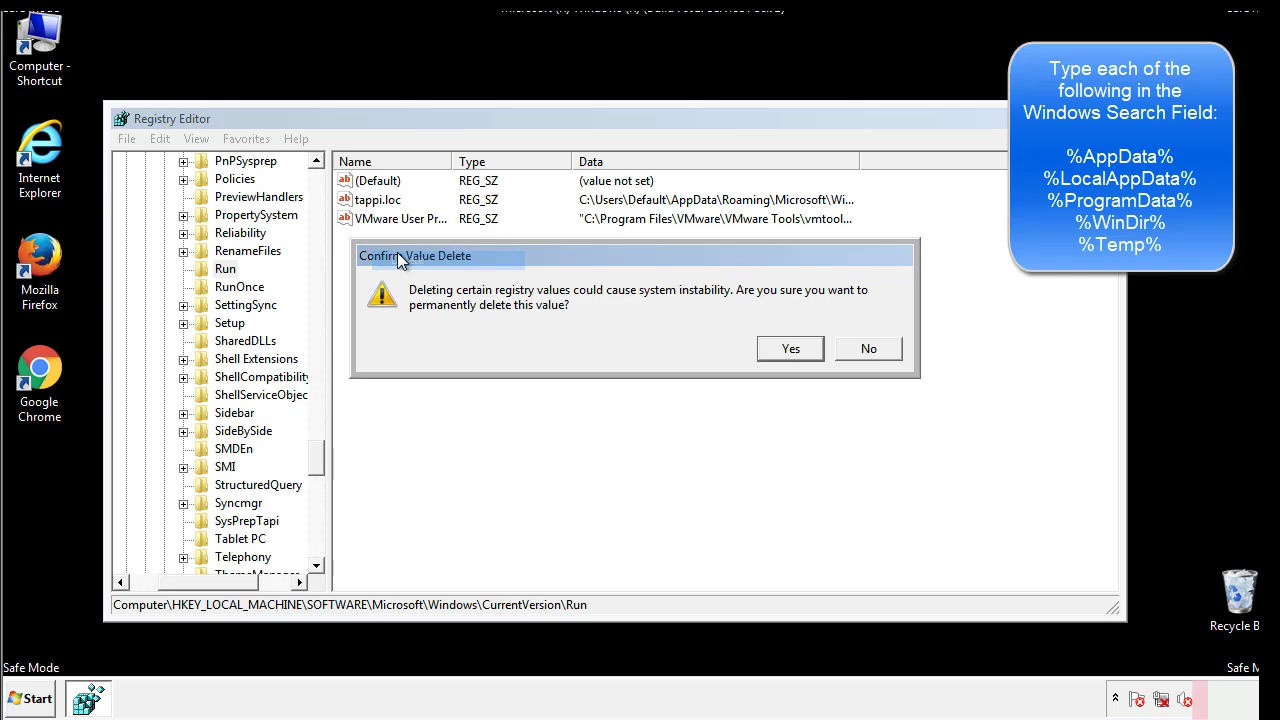 Safe Mode
Computer -
Shortcut
Internet
Explorer
Mozilla
Firefox
Google
Chrome
Type each of the
following in the
Windows Search Field:
%AppData%
%LocalAppData%
%ProgramData%
%WinDir%
%Temp%
Registry Editor
File Edit View Favorites Help
PnPSysprep
Policies
PreviewHandlers
PropertySystem
Reliability
RenameFiles
Run
RunOnce
SettingSync
Setup
SharedDLLs
Shell Extensions
ShellCompatibility
ShellServiceObjec
Sidebar
SideBySide
SMDEn
SMI
StructuredQuery
Syncmgr
SysPrepTapi
Tablet PC
Telephony
ThemeManager
Name Type Data
(Default) REG_SZ (value not set)
tappi.loc REG_SZ C:\Users\Default\AppData\Roaming\Microsoft\Wi...
VMware User Pr... REG_SZ "C:\Program Files\VMware\VMware Tools\vmtool...
Confirm Value Delete
Deleting certain registry values could cause system instability. Are you sure you want to
permanently delete this value?
Yes No
Computer\HKEY_LOCAL_MACHINE\SOFTWARE\Microsoft\Windows\CurrentVersion\Run
Recycle B
Safe Mode
Safe M
Start